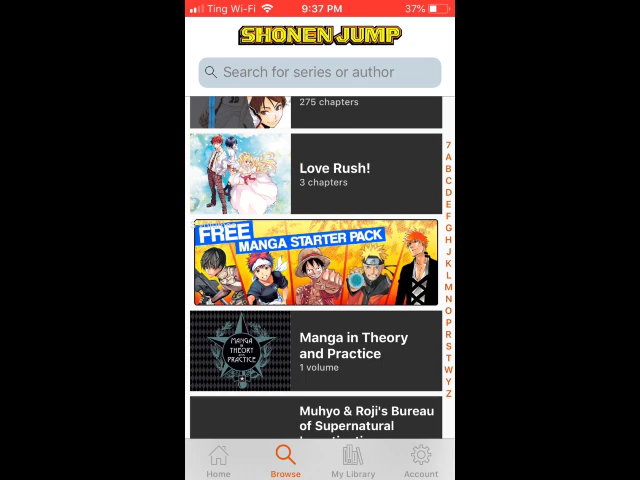 Ting Wi-Fi 9:37 PM 37%
SHONEN JUMP
Search for series or author
275 chapters
Love Rush!
3 chapters
FREE
MANGA STARTER PACK
MANGA IN THEORY & PRACTICE
Manga in Theory
and Practice
1 volume
Muhyo & Roji's Bureau
of Supernatural
7
A
B
C
D
E
F
G
H
J
K
L
M
N
O
P
R
S
T
W
Y
Z
Home Browse My Library Account